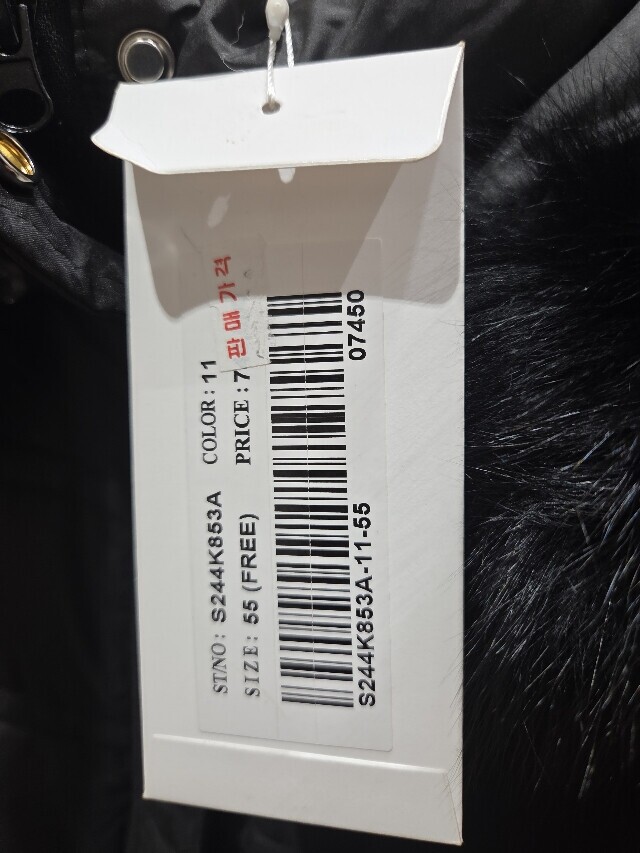 ST/NO: S244K853A COLOR: 11
SIZE: 55 (FREE) PRICE: 7
판매가격
S244K853A-11-55 07450